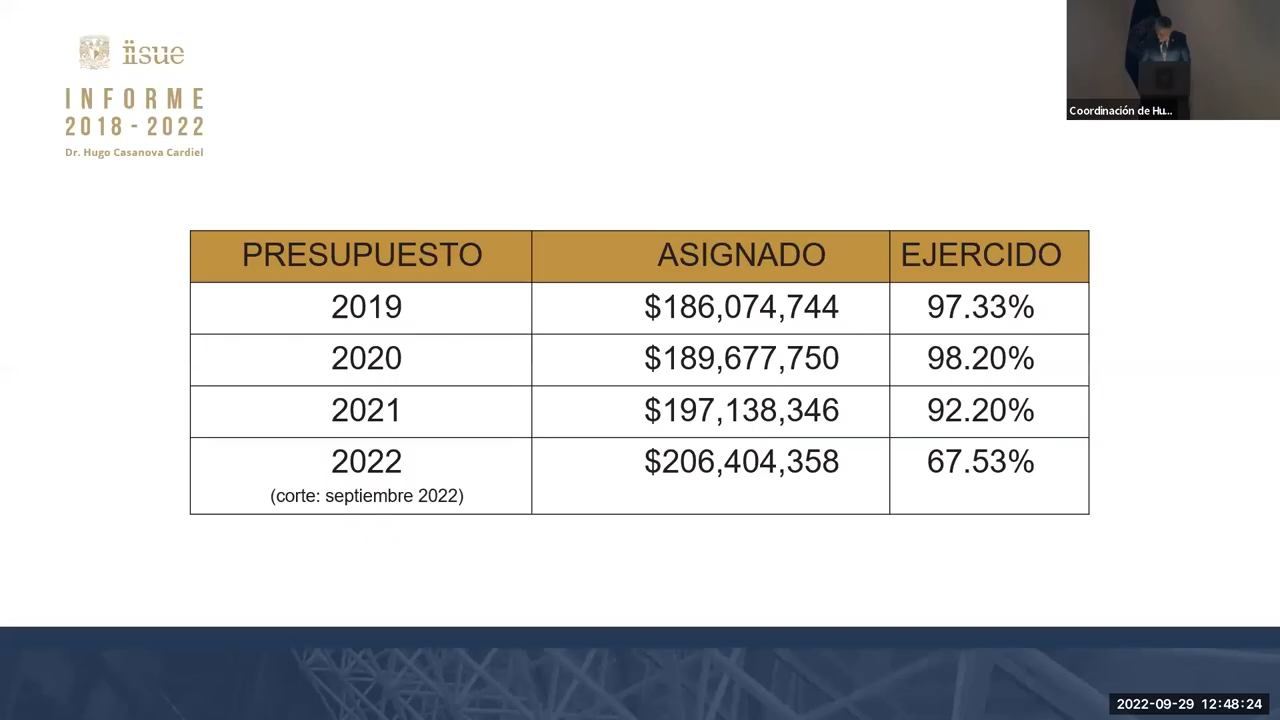 iisue
INFORME
2018 - 2022
Dr. Hugo Casanova Cardiel
Coordinación de Hu...
PRESUPUESTO ASIGNADO EJERCIDO
2019 $186,074,744 97.33%
2020 $189,677,750 98.20%
2021 $197,138,346 92.20%
2022 $206,404,358 67.53%
(corte: septiembre 2022)
2022-09-29 12:48:24